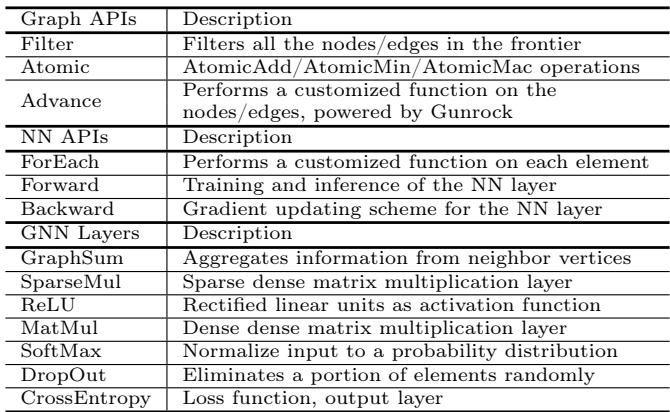 Graph APIs Description
Filter Filters all the nodes/edges in the frontier
Atomic AtomicAdd/AtomicMin/AtomicMac operations
Advance Performs a customized function on the
nodes/edges, powered by Gunrock
NN APIs Description
ForEach Performs a customized function on each element
Forward Training and inference of the NN layer
Backward Gradient updating scheme for the NN layer
GNN Layers Description
GraphSum Aggregates information from neighbor vertices
SparseMul Sparse dense matrix multiplication layer
ReLU Rectified linear units as activation function
MatMul Dense dense matrix multiplication layer
SoftMax Normalize input to a probability distribution
DropOut Eliminates a portion of elements randomly
CrossEntropy Loss function, output layer